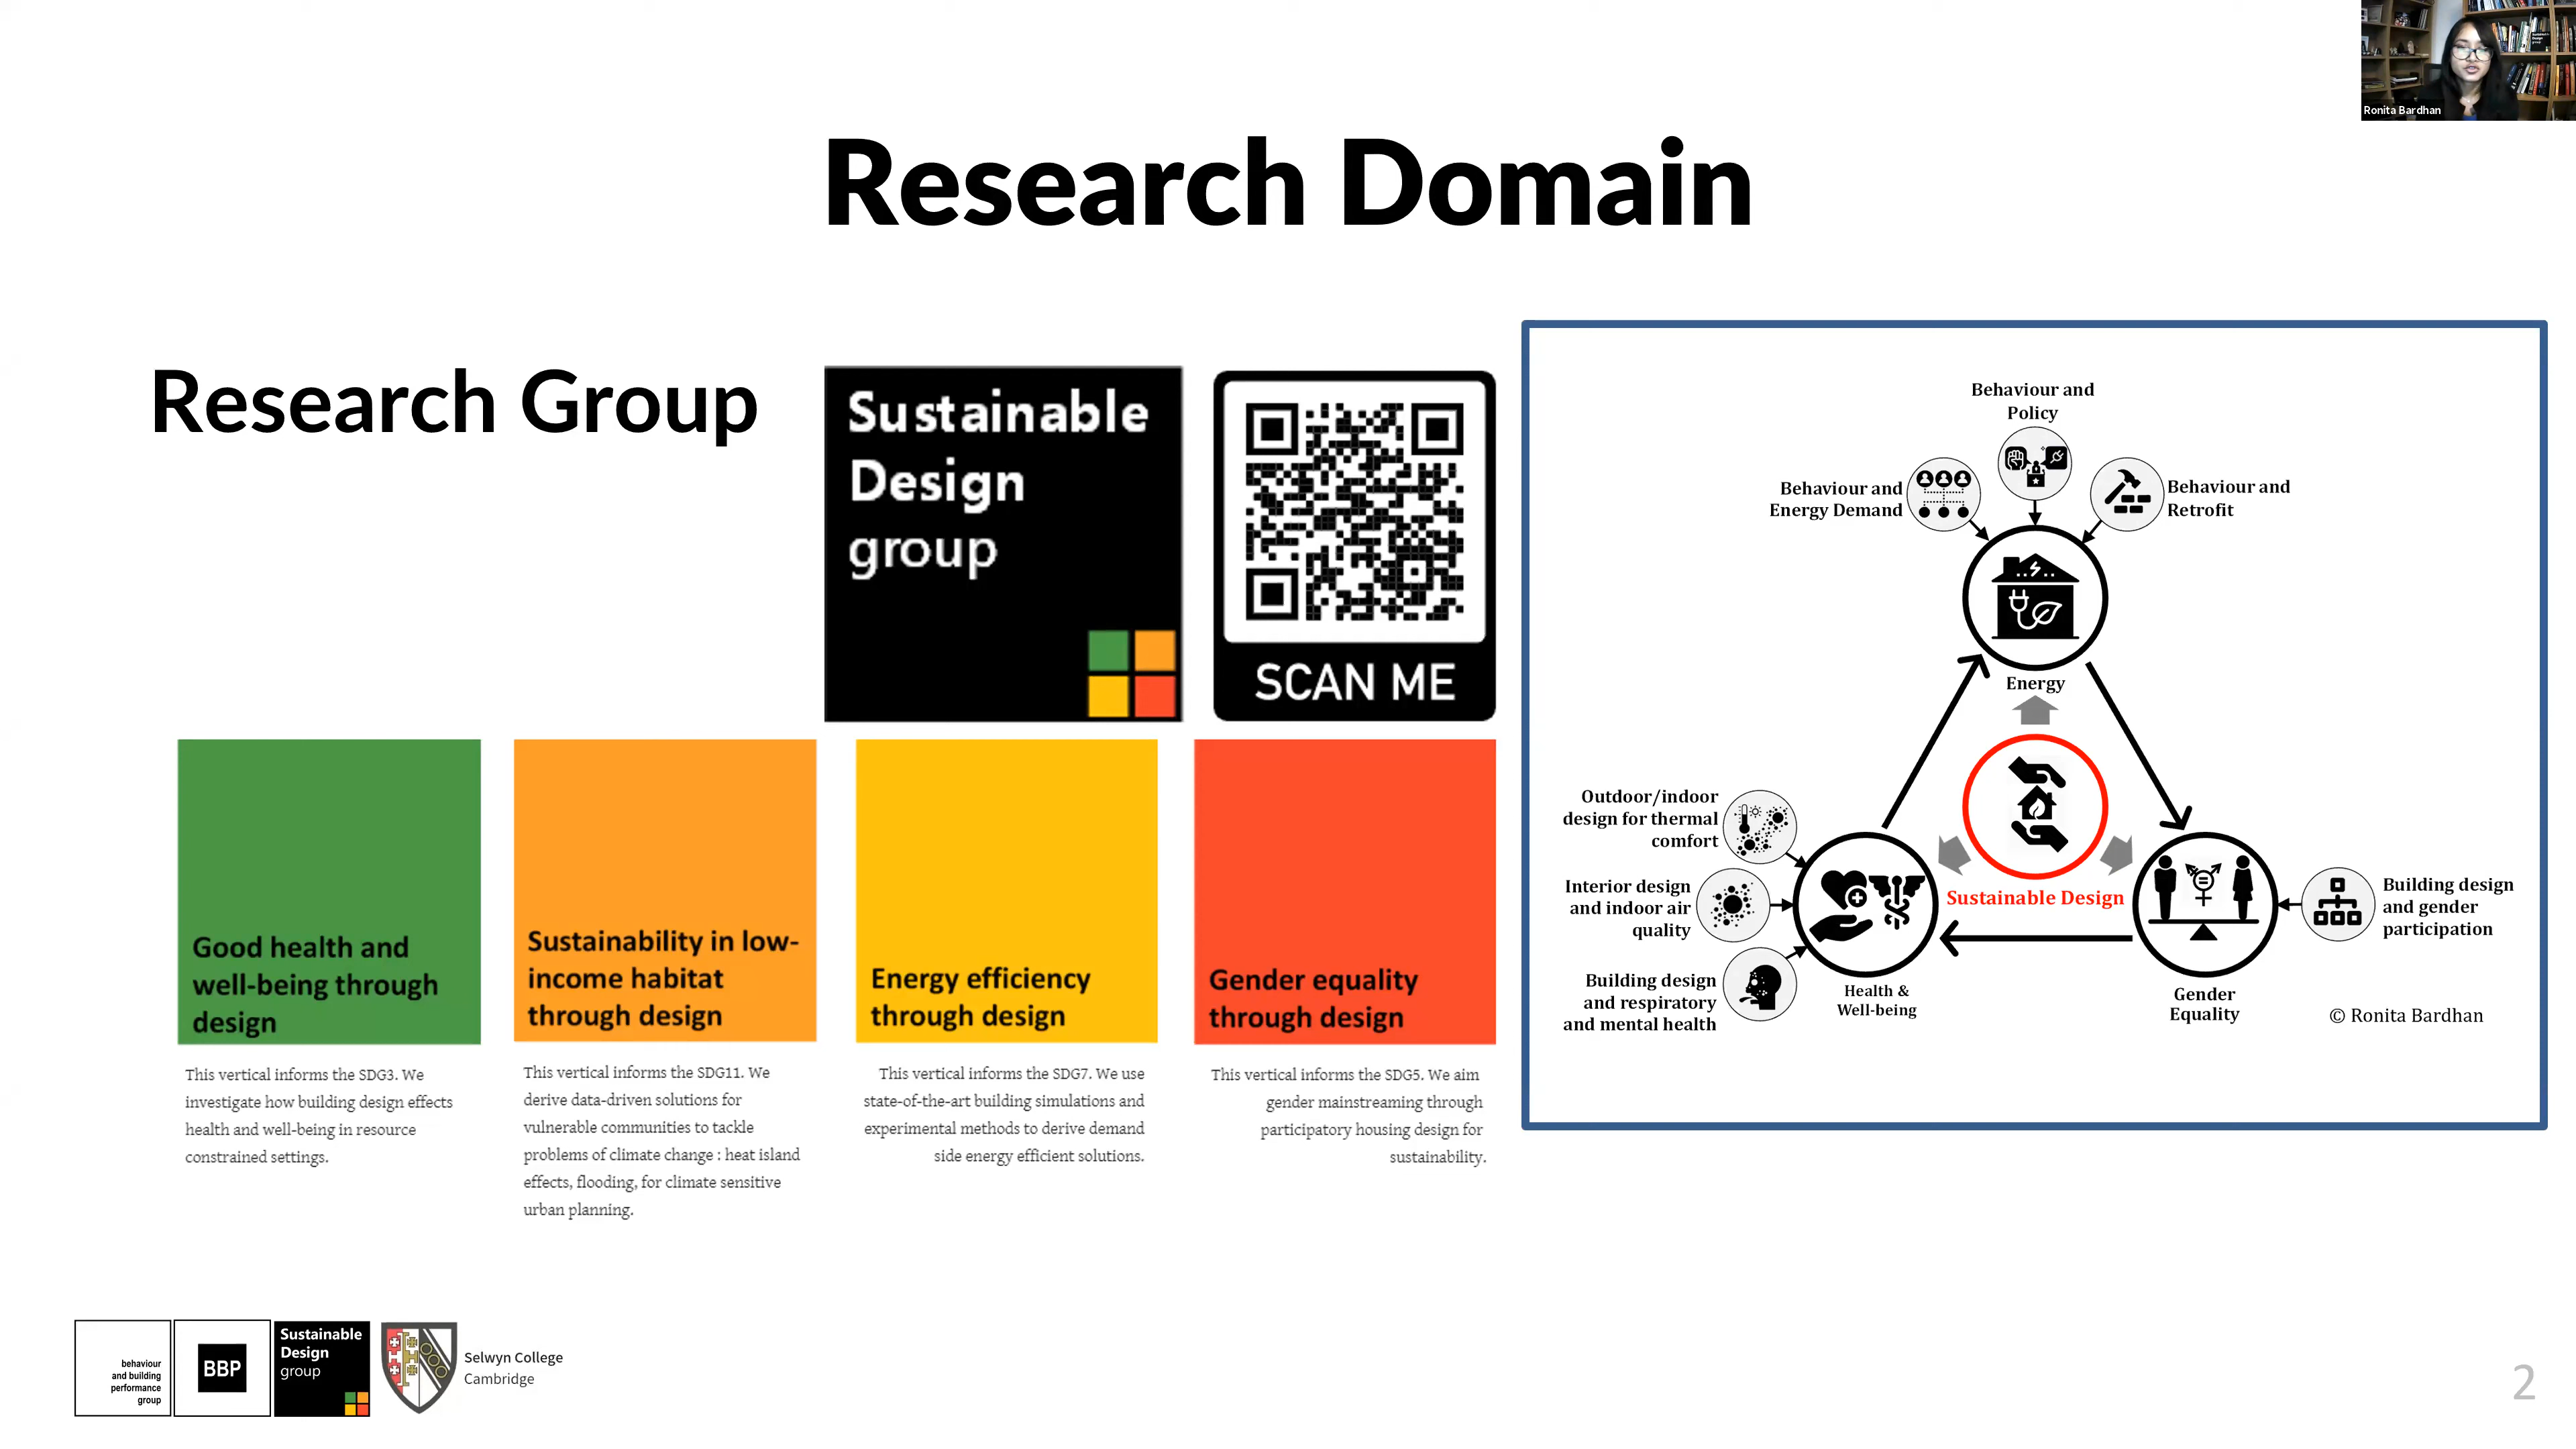 Ronita Bardhan
Research Domain
Research Group
Sustainable
Design
group
SCAN ME
Good health and
well-being through
design
This vertical informs the SDG3. We
investigate how building design effects
health and well-being in resource
constrained settings.
Sustainability in low-
income habitat
through design
This vertical informs the SDG11. We
derive data-driven solutions for
vulnerable communities to tackle
problems of climate change : heat island
effects, flooding, for climate sensitive
urban planning.
Energy efficiency
through design
This vertical informs the SDG7. We use
state-of-the-art building simulations and
experimental methods to derive demand
side energy efficient solutions.
Gender equality
through design
This vertical informs the SDG5. We aim
gender mainstreaming through
participatory housing design for
sustainability.
Behaviour and
Policy
Behaviour and
Energy Demand
Behaviour and
Retrofit
Energy
Outdoor/indoor
design for thermal
comfort
Interior design
and indoor air
quality
Building design
and respiratory
and mental health
Health &
Well-being
Sustainable Design
Gender
Equality
Building design
and gender
participation
© Ronita Bardhan
behaviour
and building
performance
group
BBP
Sustainable
Design
group
Selwyn College
Cambridge
2